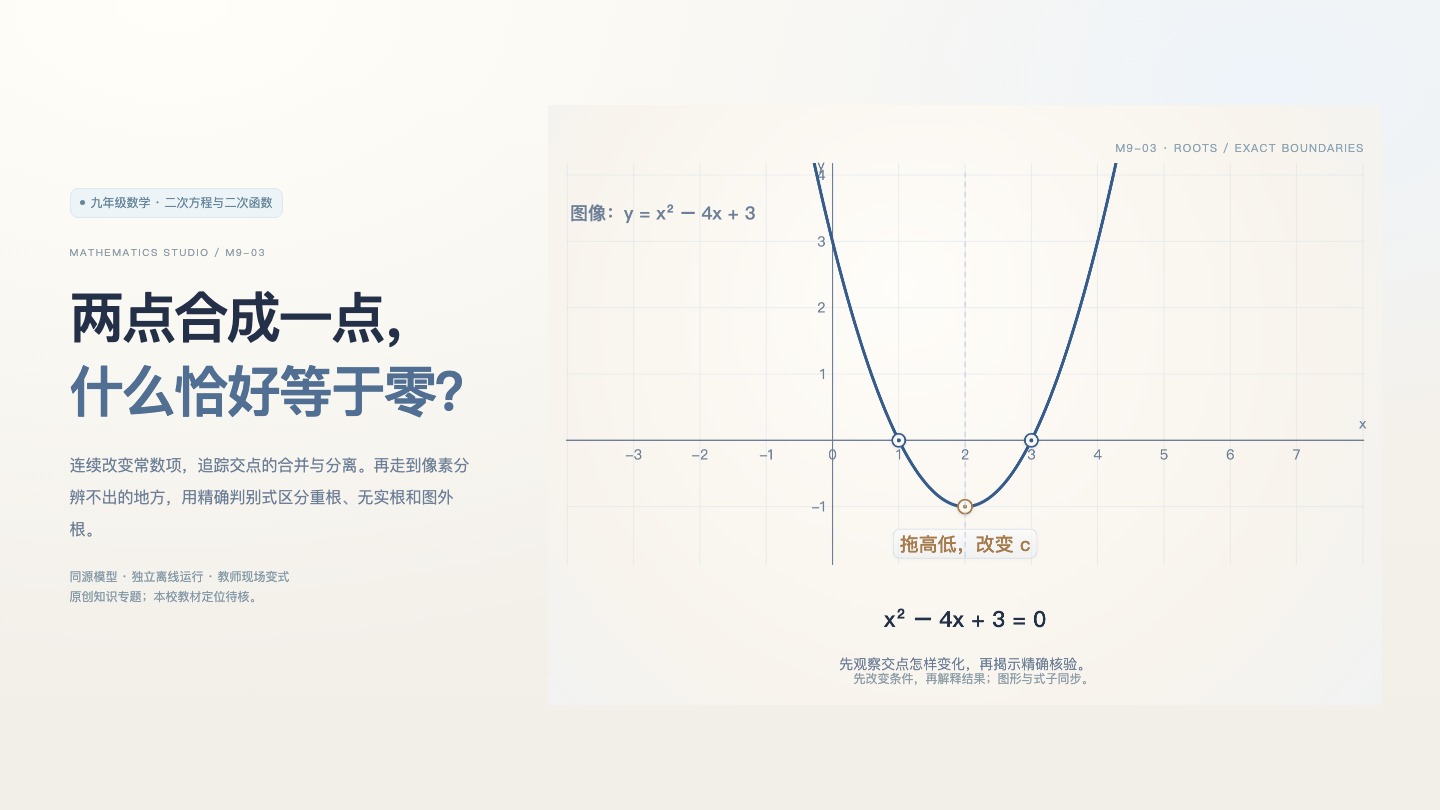 九年级数学 · 二次方程与二次函数
MATHEMATICS STUDIO / M9-03
两点合成一点，
什么恰好等于零？
连续改变常数项，追踪交点的合并与分离。再走到像素分
辨不出的地方，用精确判别式区分重根、无实根和图外
根。
同源模型 · 独立离线运行 · 教师现场变式
原创知识专题；本校教材定位待核。
M9-03 · ROOTS / EXACT BOUNDARIES
y
4
图像：y = x² − 4x + 3
3
2
1
x
−3 −2 −1 0 1 2 3 4 5 6 7
−1
拖高低，改变 c
x² − 4x + 3 = 0
先观察交点怎样变化，再揭示精确核验。
先改变条件，再解释结果；图形与式子同步。